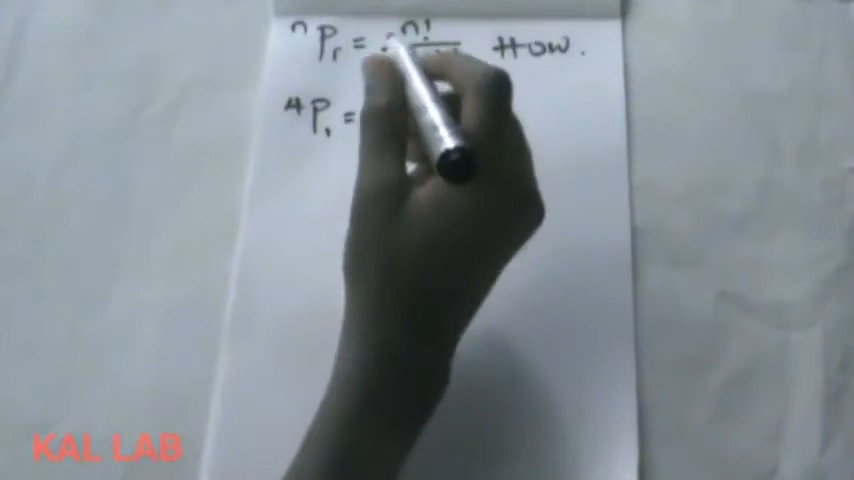 ⁿPᵣ = n! How.
⁴P₁ =
KAL LAB